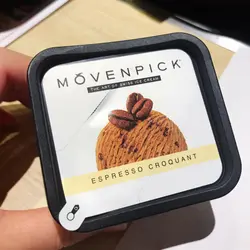 MÖVENPICK
THE ART OF SWISS ICE CREAM
ESPRESSO CROQUANT